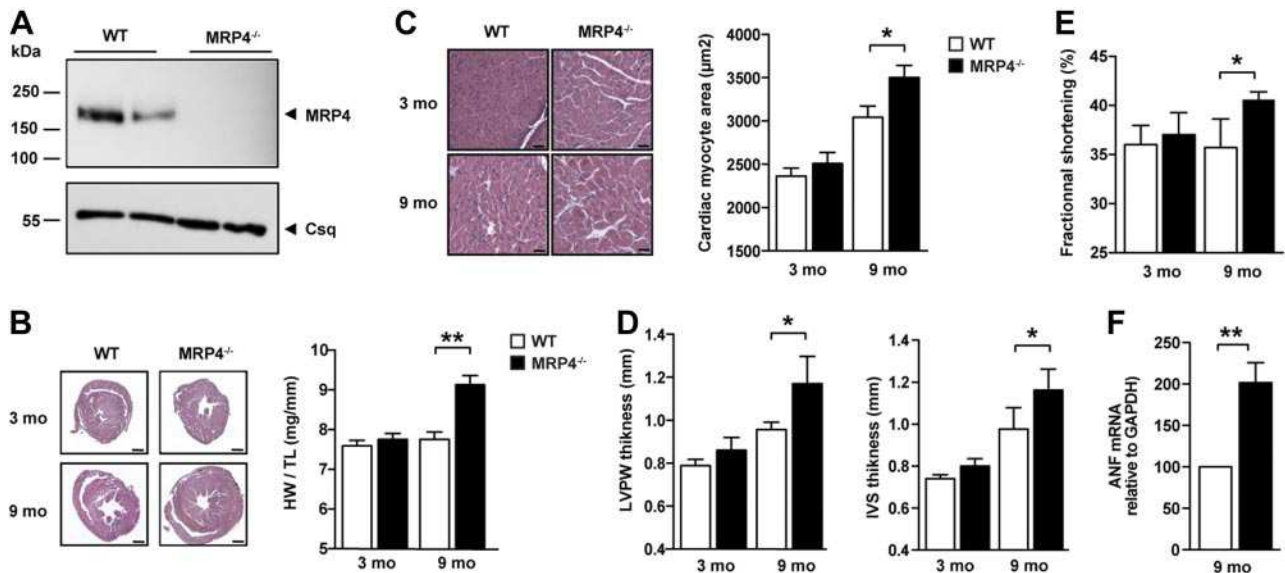 A
kDa
WT
MRP4-/-
250
150
100
55
MRP4
Csq
B
WT
MRP4-/-
3 mo
9 mo
HW / TL (mg/mm)
10
9
8
7
6
5
**
3 mo
9 mo
WT
MRP4-/-
C
WT
MRP4-/-
3 mo
9 mo
Cardiac myocyte area (µm2)
4000
3500
3000
2500
2000
1500
*
3 mo
9 mo
WT
MRP4-/-
D
LVPW thikness (mm)
1.4
1.2
1.0
0.8
0.6
0.4
*
3 mo
9 mo
IVS thikness (mm)
1.4
1.2
1.0
0.8
0.6
0.4
*
3 mo
9 mo
E
Fractionnal shortening (%)
45
40
35
30
25
*
3 mo
9 mo
F
ANF mRNA
relative to GAPDH)
250
200
150
100
50
0
**
9 mo